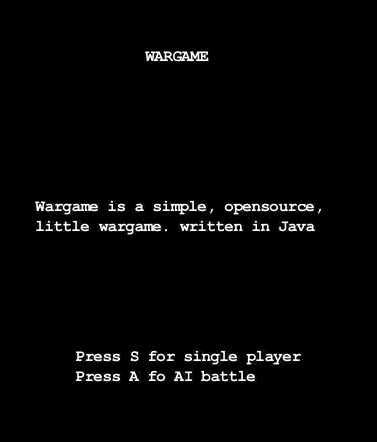 WARGAME
Wargame is a simple, opensource,
little wargame. written in Java
Press S for single player
Press A fo AI battle